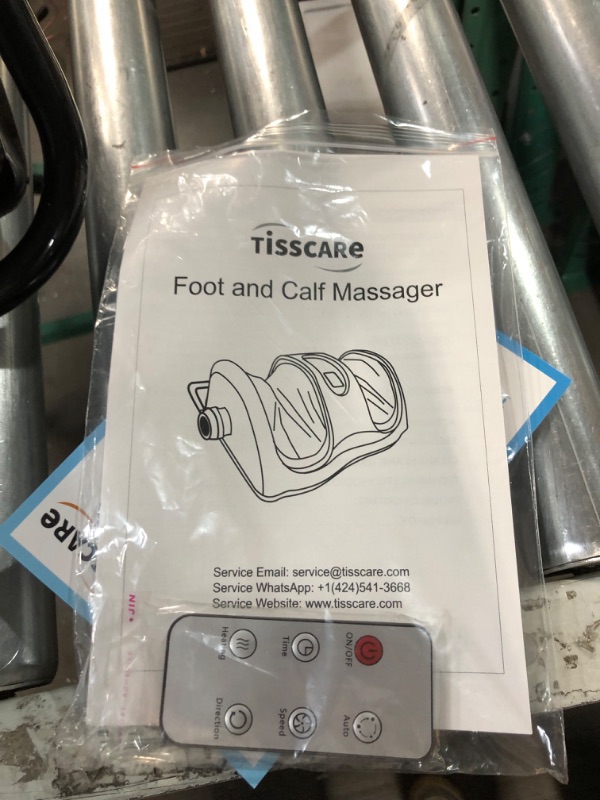 TISSCARE
Foot and Calf Massager
CARE
Service Email: service@tisscare.com
Service WhatsApp: +1(424)541-3668
Service Website: www.tisscare.com
ON/OFF
Time
Heating
Auto
Speed
Direction